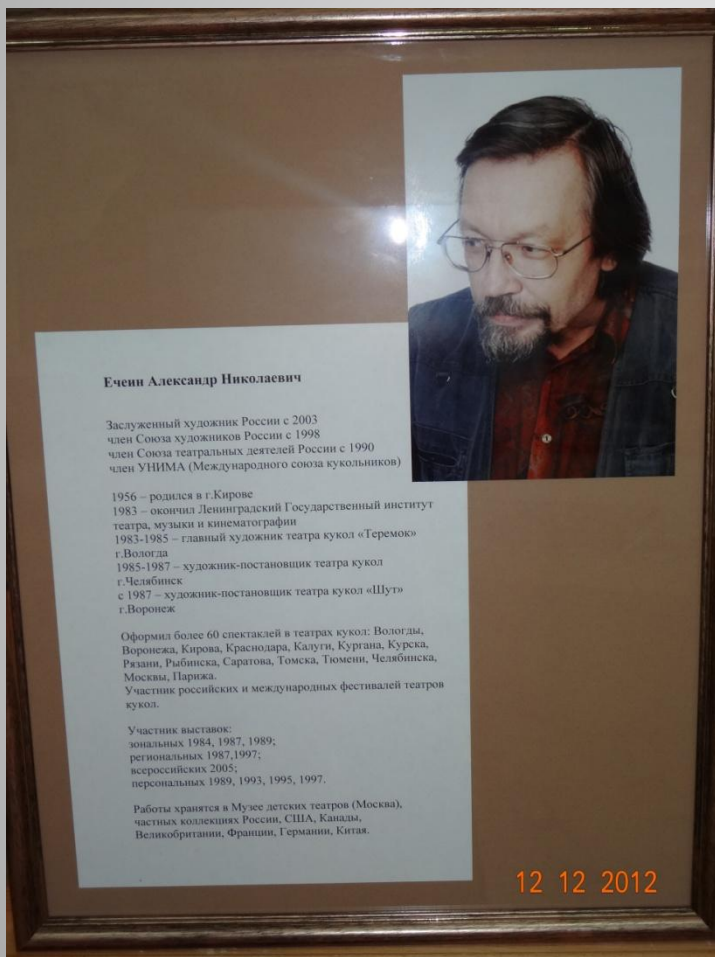 Ечеин Александр Николаевич
Заслуженный художник России с 2003
член Союза художников России с 1998
член Союза театральных деятелей России с 1990
член УНИМА (Международного союза кукольников)
1956 – родился в г.Кирове
1983 – окончил Ленинградский Государственный институт
театра, музыки и кинематографии
1983-1985 – главный художник театра кукол «Теремок»
г.Вологда
1985-1987 – художник-постановщик театра кукол
г.Челябинск
с 1987 – художник-постановщик театра кукол «Шут»
г.Воронеж
Оформил более 60 спектаклей в театрах кукол: Вологды,
Воронежа, Кирова, Краснодара, Калуги, Кургана, Курска,
Рязани, Рыбинска, Саратова, Томска, Тюмени, Челябинска,
Москвы, Парижа.
Участник российских и международных фестивалей театров
кукол.
Участник выставок:
зональных 1984, 1987, 1989;
региональных 1987,1997;
всероссийских 2005;
персональных 1989, 1993, 1995, 1997.
Работы хранятся в Музее детских театров (Москва),
частных коллекциях России, США, Канады,
Великобритании, Франции, Германии, Китая.
12 12 2012